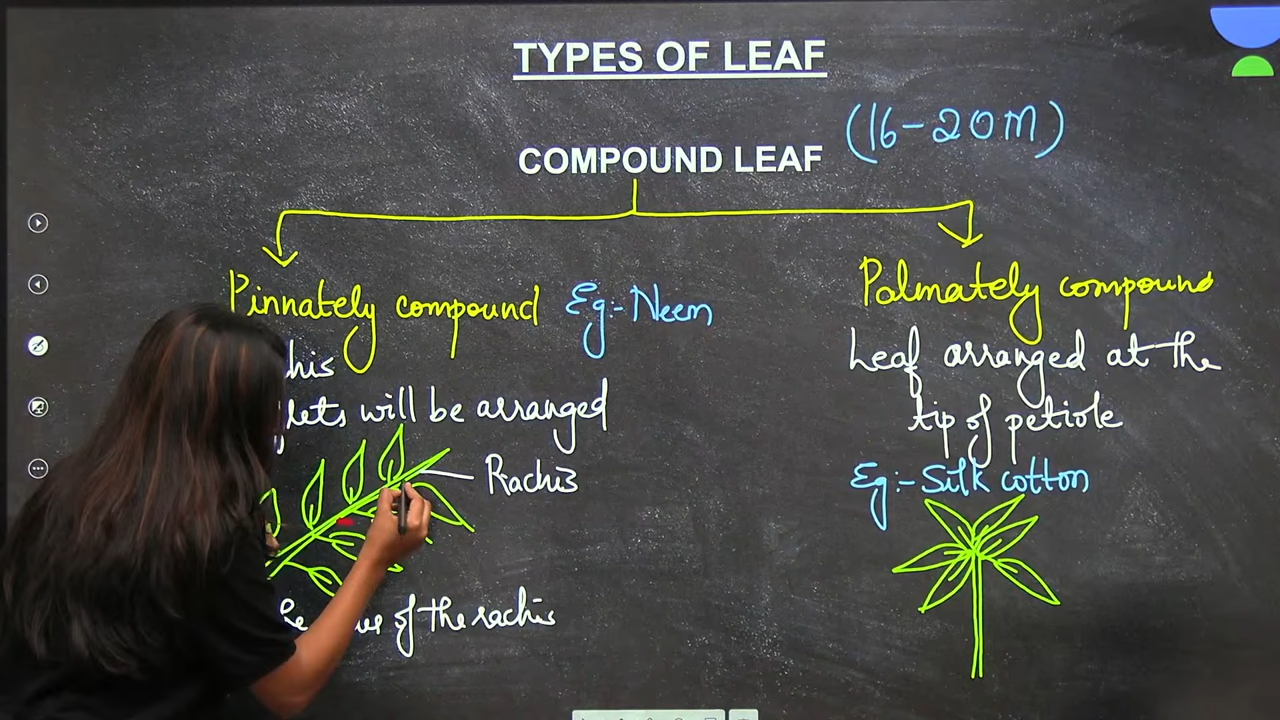 TYPES OF LEAF
(16-20M)
COMPOUND LEAF
Pinnately compound Eg:- Neem
his
lets will be arranged
Rachis
of the rachis
Palmately compound
Leaf arranged at the
tip of petiole
Eg:- Silk cotton